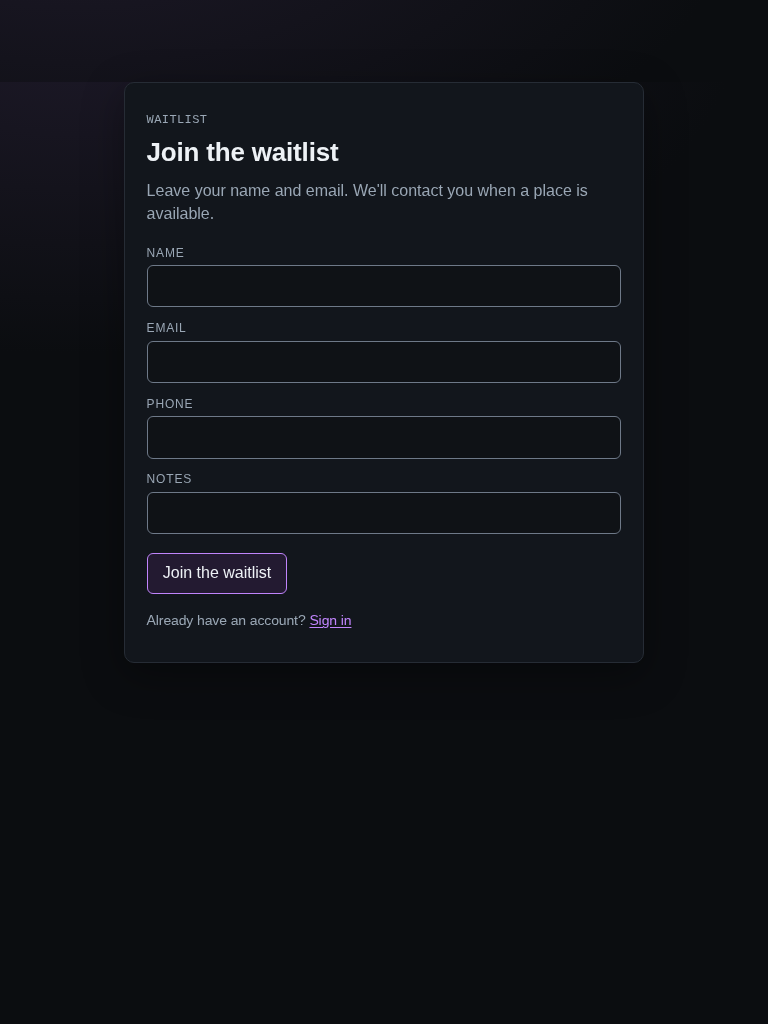 WAITLIST
Join the waitlist
Leave your name and email. We'll contact you when a place is
available.
NAME
EMAIL
PHONE
NOTES
Join the waitlist
Already have an account? Sign in